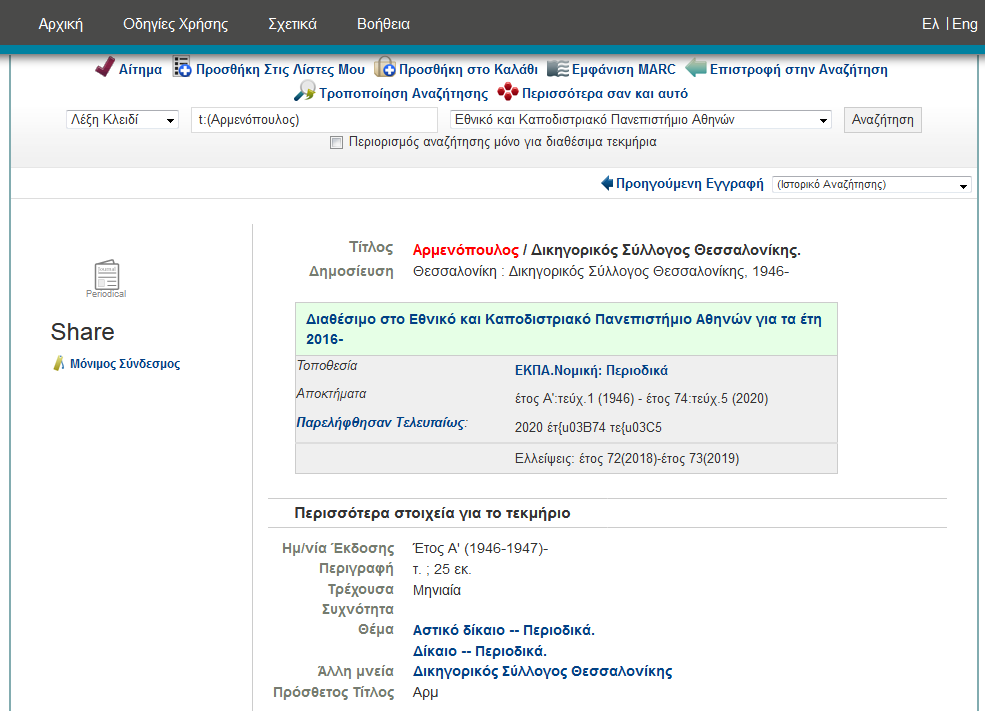 Αρχική Οδηγίες Χρήσης Σχετικά Βοήθεια Ελ | Eng
Αίτημα Προσθήκη Στις Λίστες Μου Προσθήκη στο Καλάθι Εμφάνιση MARC Επιστροφή στην Αναζήτηση
Τροποποίηση Αναζήτησης Περισσότερα σαν και αυτό
Λέξη Κλειδί t:(Αρμενόπουλος) Εθνικό και Καποδιστριακό Πανεπιστήμιο Αθηνών Αναζήτηση
Περιορισμός αναζήτησης μόνο για διαθέσιμα τεκμήρια
Προηγούμενη Εγγραφή (Ιστορικό Αναζήτησης)
Τίτλος Αρμενόπουλος / Δικηγορικός Σύλλογος Θεσσαλονίκης.
Δημοσίευση Θεσσαλονίκη : Δικηγορικός Σύλλογος Θεσσαλονίκης, 1946-
Journal
Periodical
Share
Μόνιμος Σύνδεσμος
Διαθέσιμο στο Εθνικό και Καποδιστριακό Πανεπιστήμιο Αθηνών για τα έτη
2016-
Τοποθεσία ΕΚΠΑ.Νομική: Περιοδικά
Αποκτήματα έτος Α':τεύχ.1 (1946) - έτος 74:τεύχ.5 (2020)
Παρελήφθησαν Τελευταίως: 2020 έτ{u03B74 τε{u03C5
Ελλείψεις: έτος 72(2018)-έτος 73(2019)
Περισσότερα στοιχεία για το τεκμήριο
Ημ/νία Έκδοσης Έτος Α' (1946-1947)-
Περιγραφή τ. ; 25 εκ.
Τρέχουσα Μηνιαία
Συχνότητα
Θέμα Αστικό δίκαιο -- Περιοδικά.
Δίκαιο -- Περιοδικά.
Άλλη μνεία Δικηγορικός Σύλλογος Θεσσαλονίκης
Πρόσθετος Τίτλος Αρμ